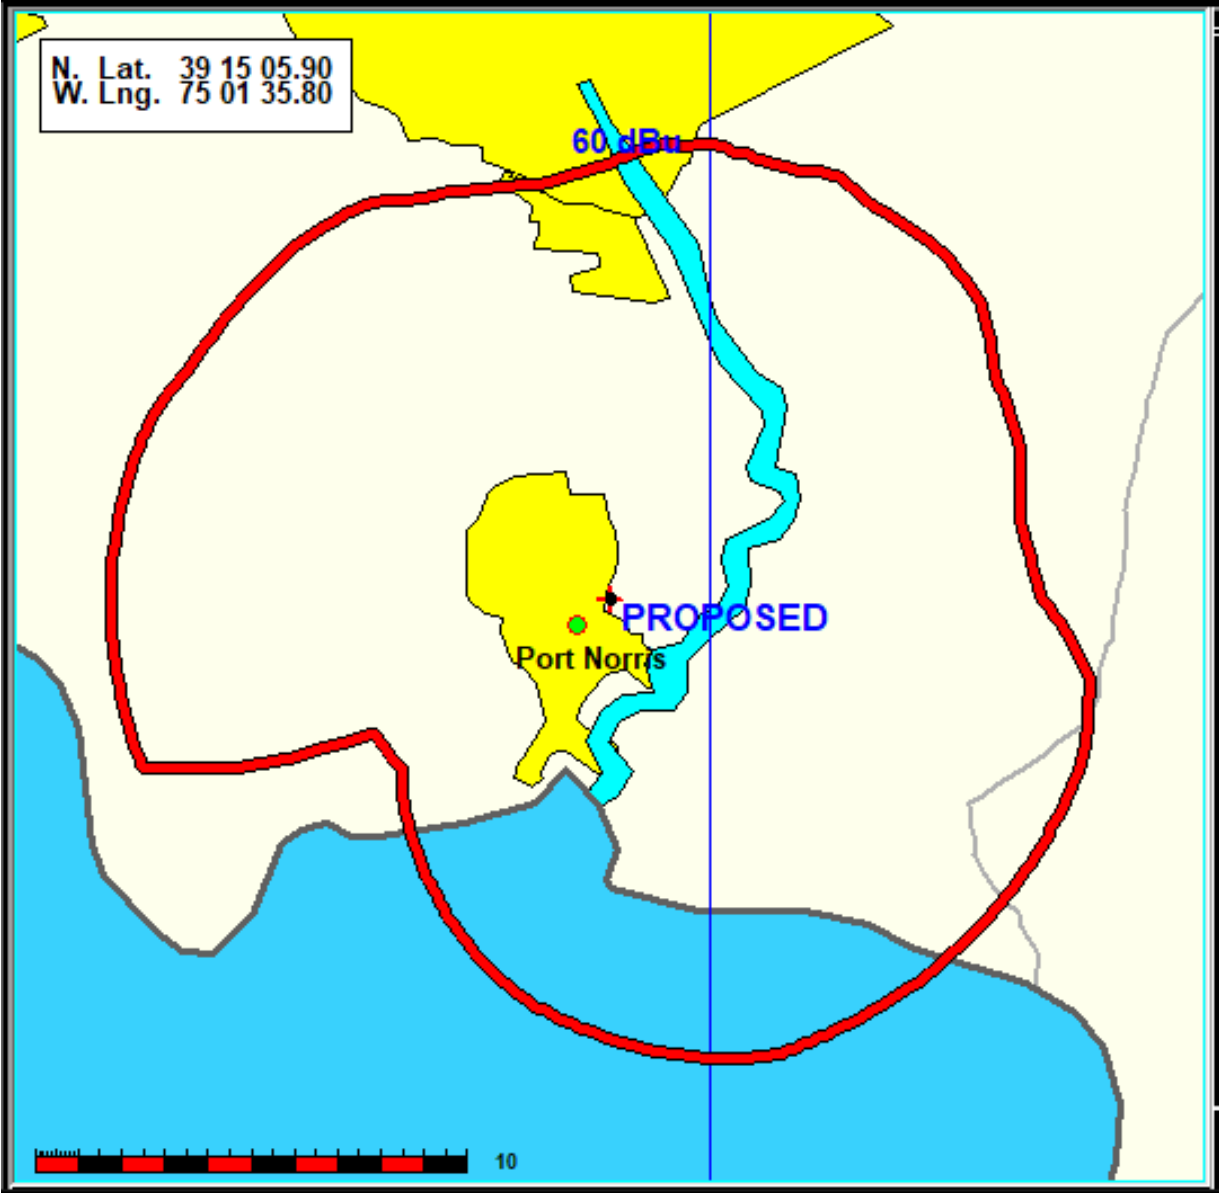 N. Lat. 39 15 05.90
W. Lng. 75 01 35.80
60 dBu
PROPOSED
Port Norris
10